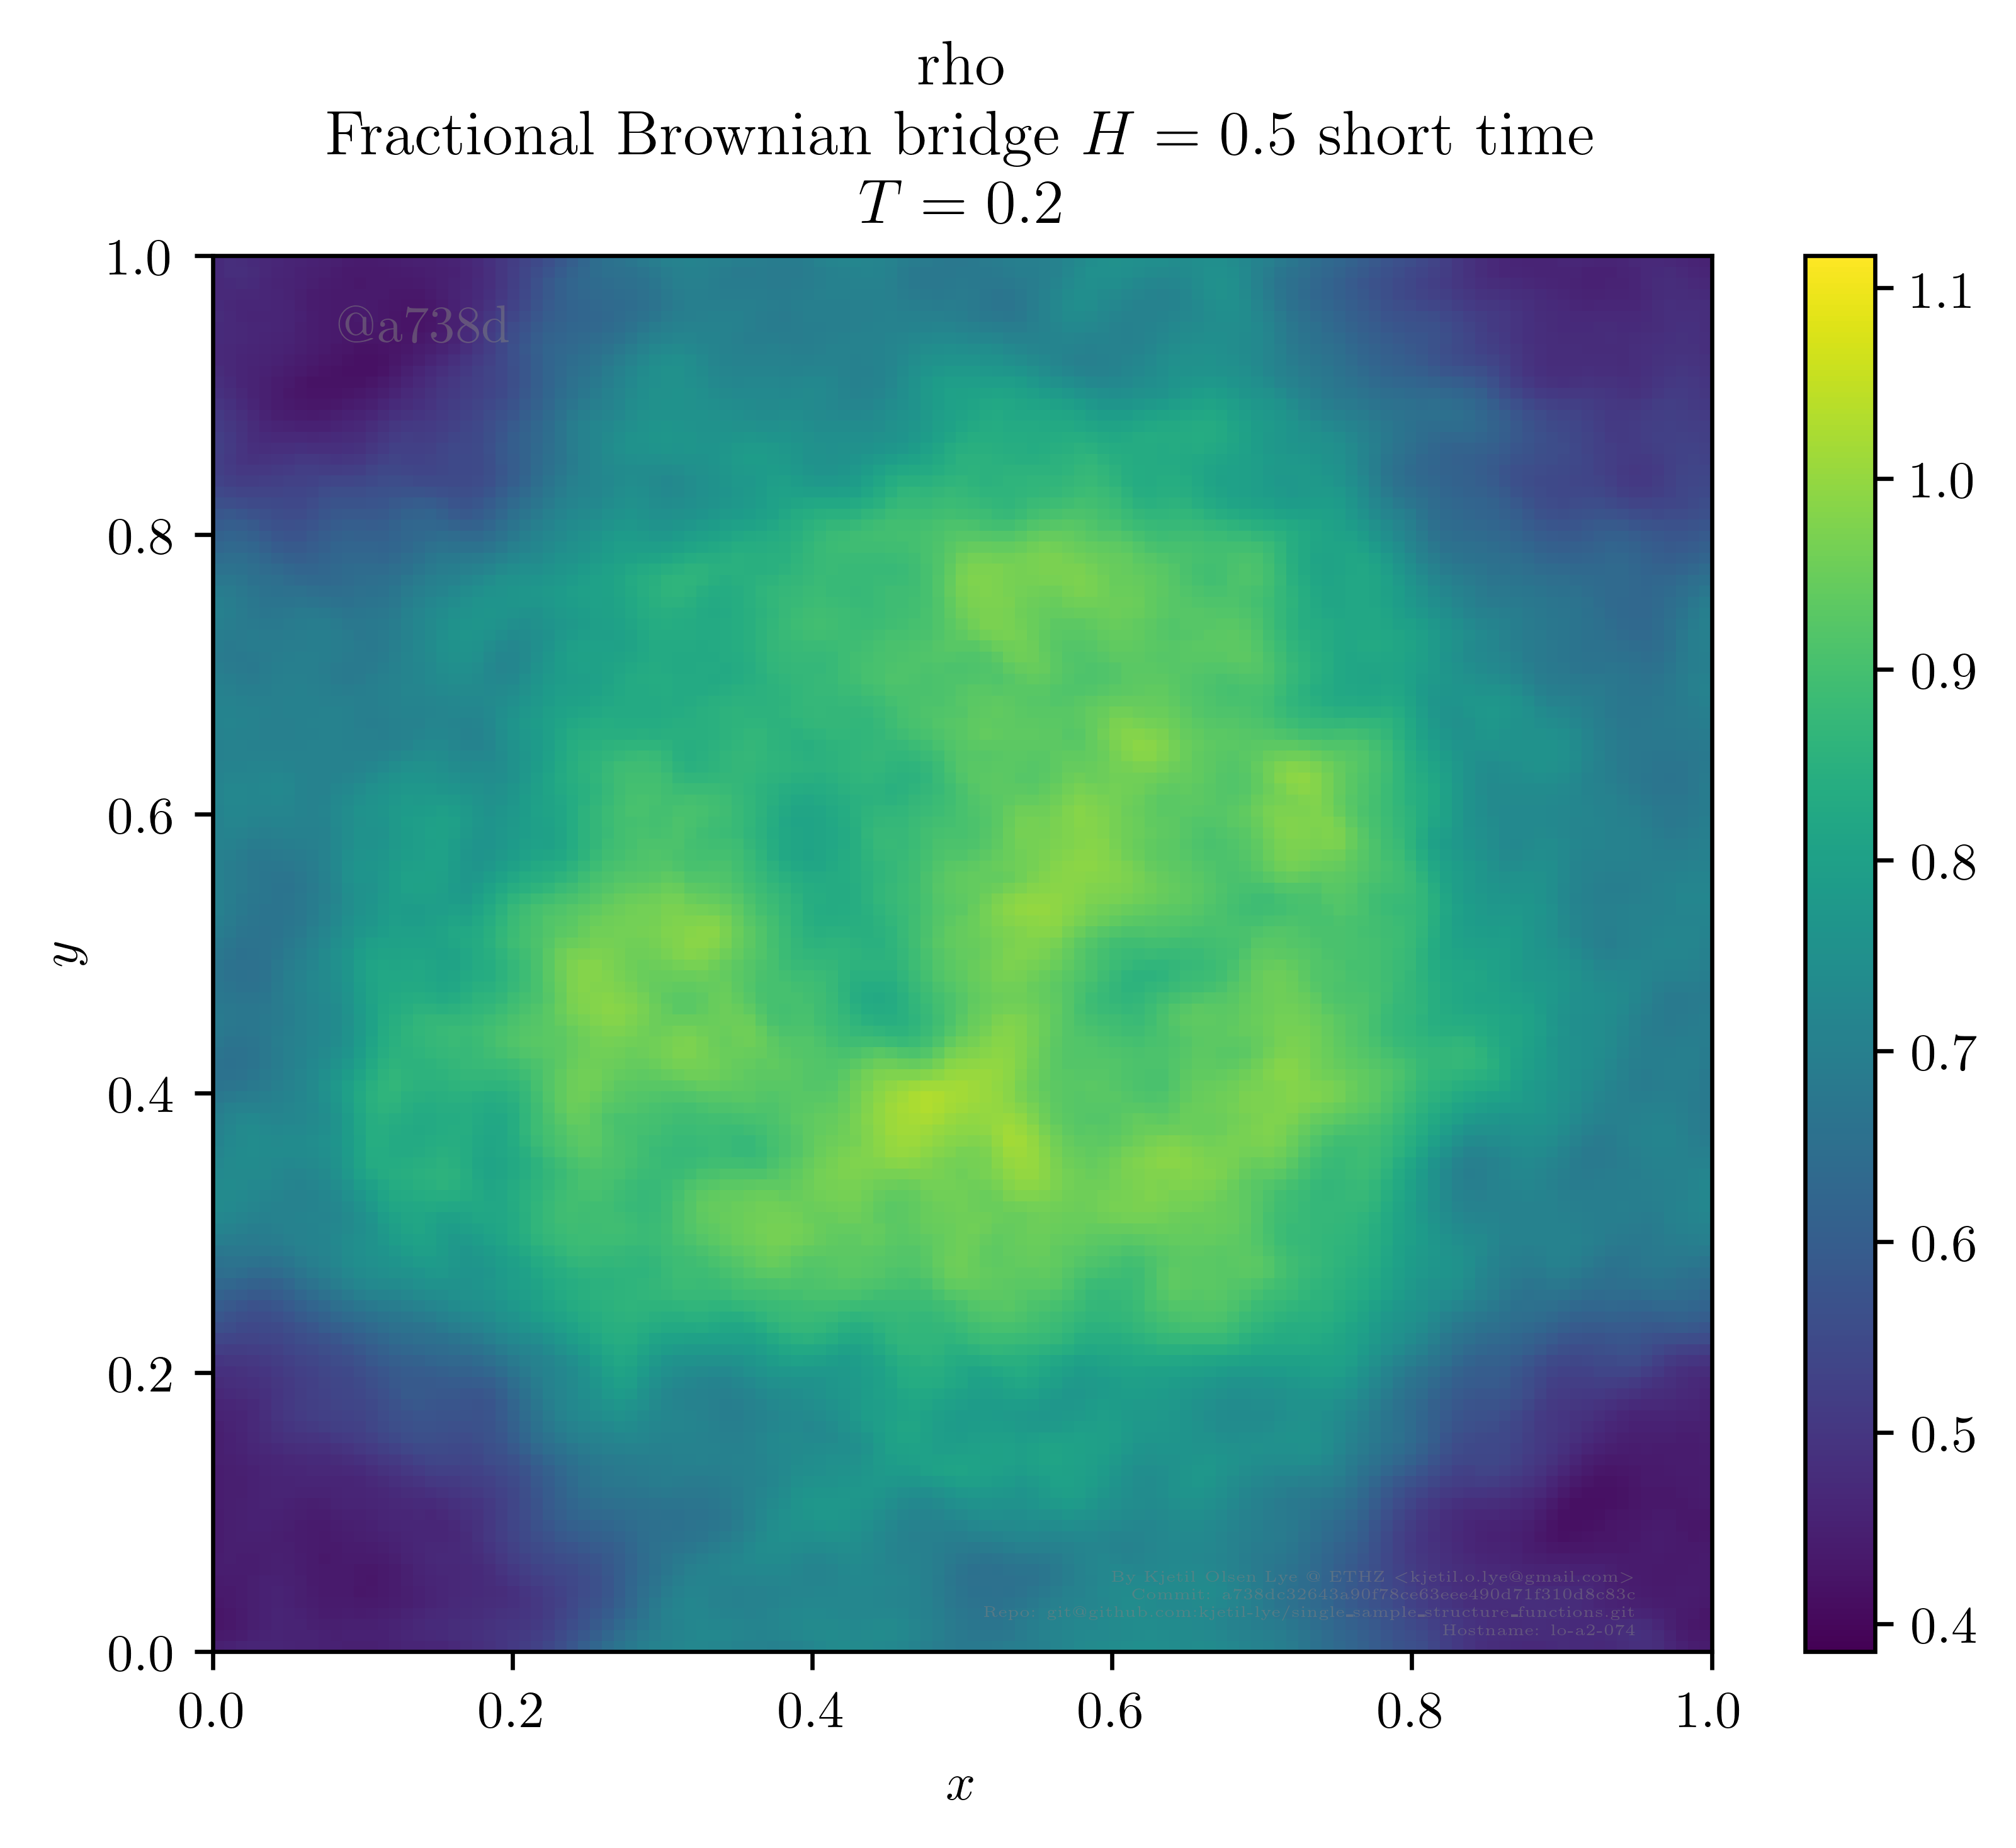 rho
Fractional Brownian bridge H = 0.5 short time
T = 0.2
1.0
0.8
0.6
0.4
0.2
0.0
y
@a738d
By Kjetil Olsen Lye @ ETHZ <kjetil.o.lye@gmail.com>
Commit: a738dc32643a90f78ce63eee490d71f310d8c83c
Repo: git@github.com:kjetil-lye/single_sample_structure_functions.git
Hostname: lo-a2-074
0.0 0.2 0.4 0.6 0.8 1.0
x
1.1
1.0
0.9
0.8
0.7
0.6
0.5
0.4